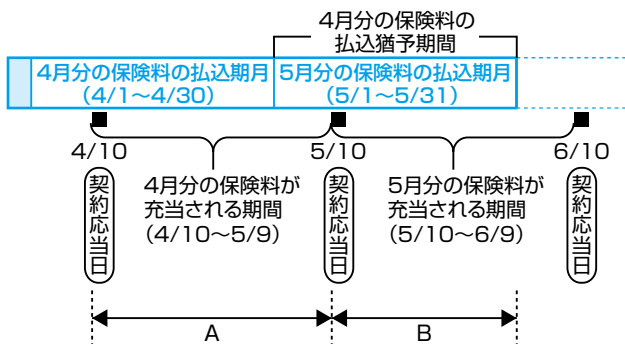 4月分の保険料の
払込猶予期間
4月分の保険料の払込期月
（4/1～4/30）
5月分の保険料の払込期月
（5/1～5/31）
4/10
5/10
6/10
契約応当日
4月分の保険料が
充当される期間
（4/10～5/9）
契約応当日
5月分の保険料が
充当される期間
（5/10～6/9）
契約応当日
A
B